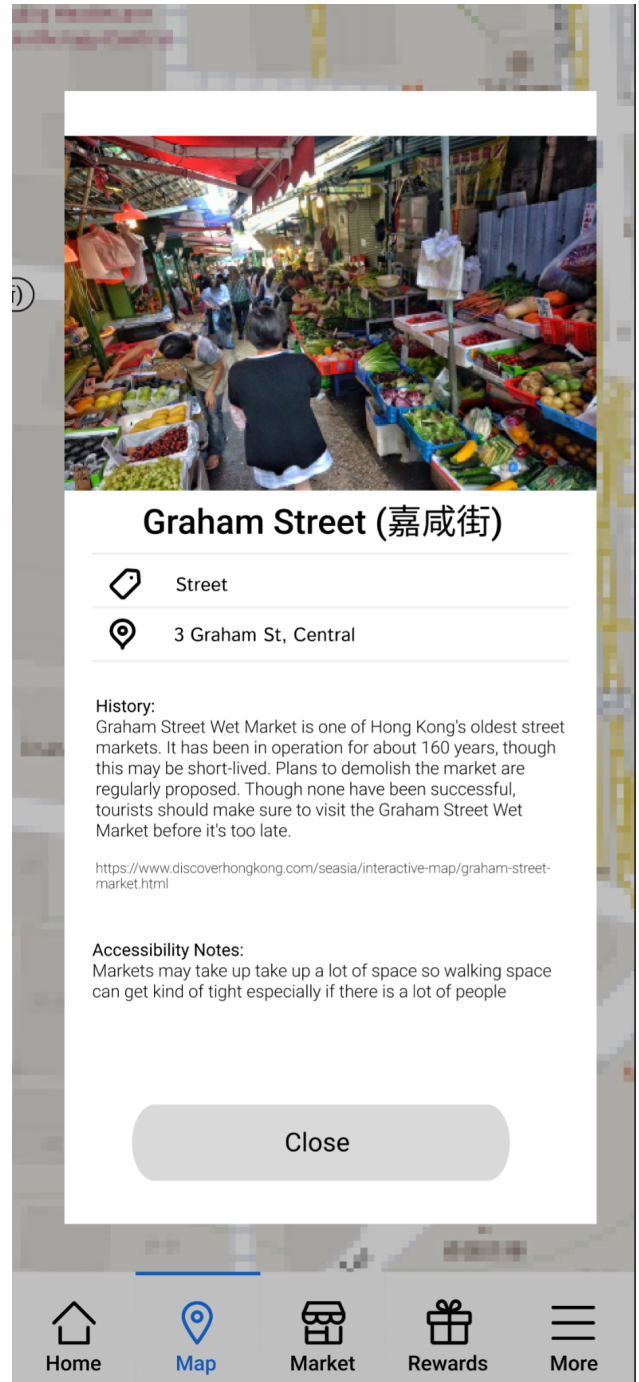 Graham Street (嘉咸街)
Street
3 Graham St, Central
History:
Graham Street Wet Market is one of Hong Kong's oldest street
markets. It has been in operation for about 160 years, though
this may be short-lived. Plans to demolish the market are
regularly proposed. Though none have been successful,
tourists should make sure to visit the Graham Street Wet
Market before it's too late.
https://www.discoverhongkong.com/seasia/interactive-map/graham-street-
market.html
Accessibility Notes:
Markets may take up take up a lot of space so walking space
can get kind of tight especially if there is a lot of people
Close
Home
Map
Market
Rewards
More